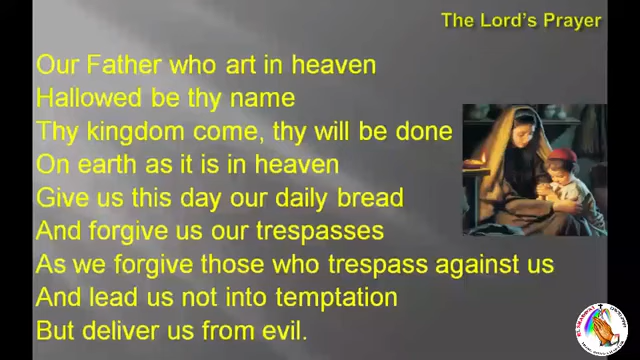 The Lord's Prayer
Our Father who art in heaven
Hallowed be thy name
Thy kingdom come, thy will be done
On earth as it is in heaven
Give us this day our daily bread
And forgive us our trespasses
As we forgive those who trespass against us
And lead us not into temptation
But deliver us from evil.